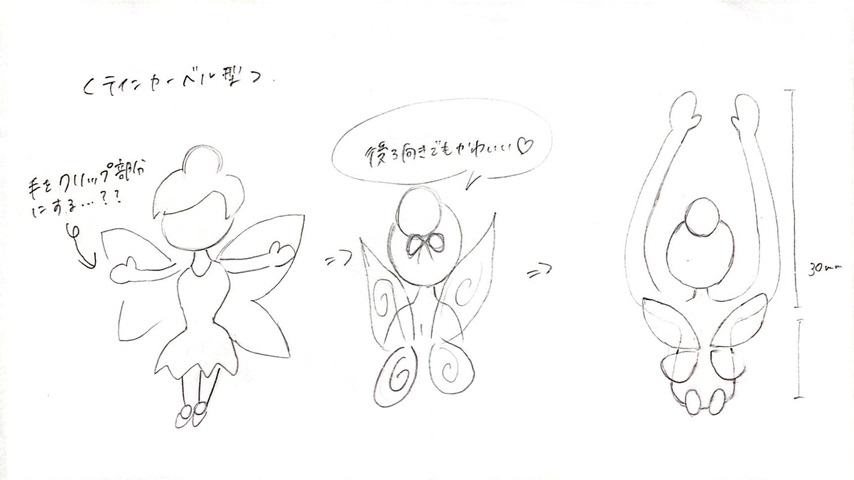 <ティンカーベル型>
手をクリップ部分
にする…??
後ろ向きでもかわいい♡
=>
=>
30mm